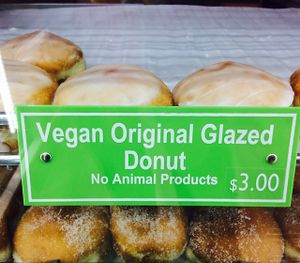 Vegan Original Glazed
Donut
No Animal Products $3.00